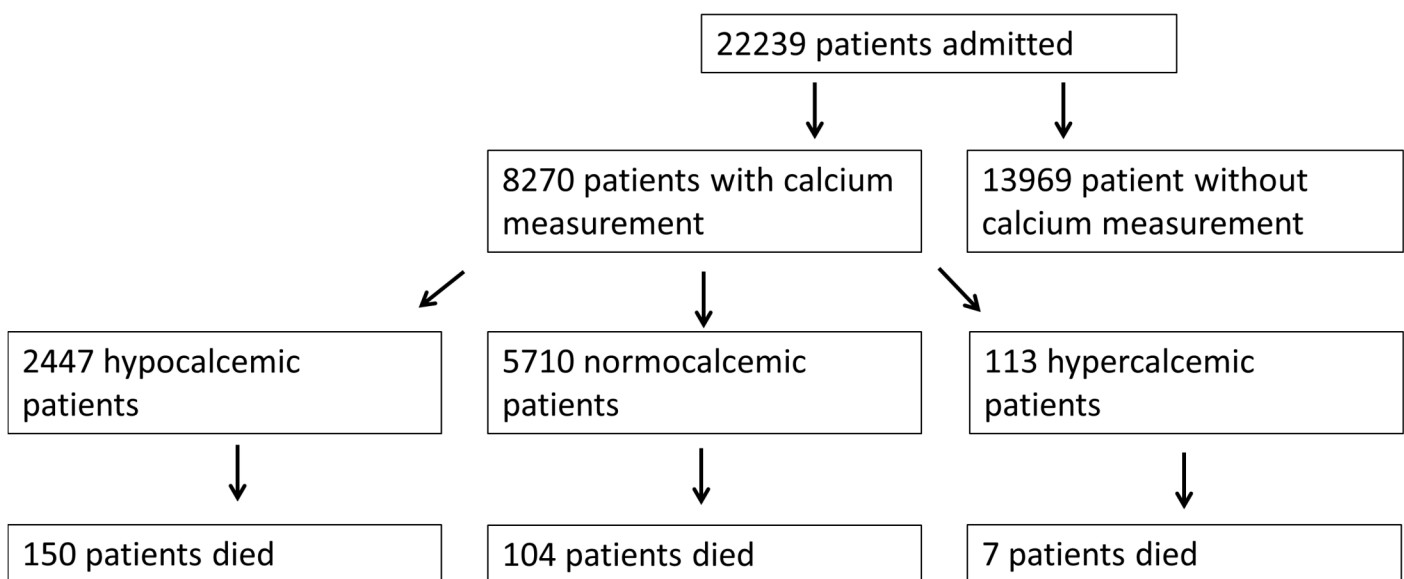 22239 patients admitted
8270 patients with calcium
measurement
13969 patient without
calcium measurement
2447 hypocalcemic
patients
5710 normocalcemic
patients
113 hypercalcemic
patients
150 patients died
104 patients died
7 patients died